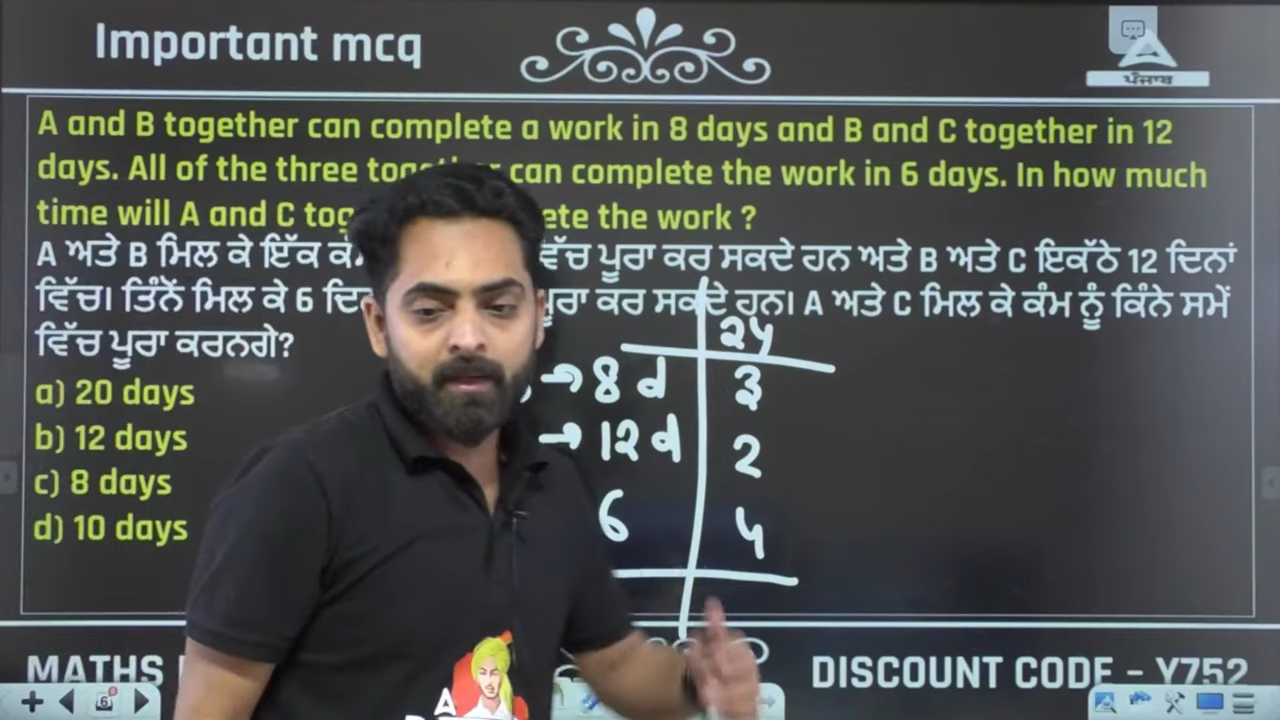 Important mcq
ਪੰਜਾਬ
A and B together can complete a work in 8 days and B and C together in 12
days. All of the three can complete the work in 6 days. In how much
time will A and C the work ?
A ਅਤੇ B ਮਿਲ ਕੇ ਇੱਕ ਵਿੱਚ ਪੂਰਾ ਕਰ ਸਕਦੇ ਹਨ ਅਤੇ B ਅਤੇ C ਇਕੱਠੇ 12 ਦਿਨਾਂ
ਵਿੱਚ। ਤਿੰਨੋਂ ਮਿਲ ਕੇ 6 ਪੂਰਾ ਕਰ ਸਕਦੇ ਹਨ। A ਅਤੇ C ਮਿਲ ਕੇ ਕੰਮ ਨੂੰ ਕਿੰਨੇ ਸਮੇਂ
ਵਿੱਚ ਪੂਰਾ ਕਰਨਗੇ?
a) 20 days
b) 12 days
c) 8 days
d) 10 days
24
→ 8 d 3
→ 12 d 2
6 4
MATHS
DISCOUNT CODE - Y752